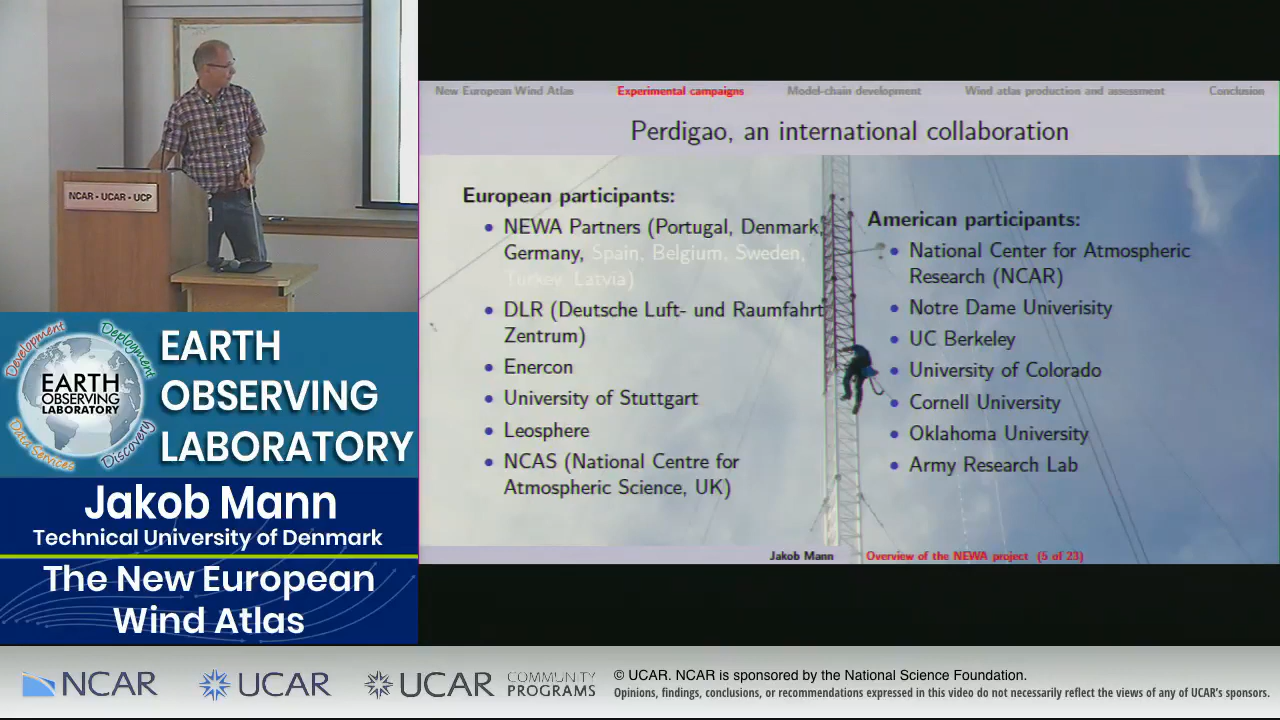 NCAR - UCAR - UCP
New European Wind Atlas
Experimental campaigns
Model-chain development
Wind atlas production and assessment
Conclusion
Perdigao, an international collaboration
European participants:
• NEWA Partners (Portugal, Denmark,
Germany, Spain, Belgium, Sweden,
Turkey, Latvia)
• DLR (Deutsche Luft- und Raumfahrt
Zentrum)
• Enercon
• University of Stuttgart
• Leosphere
• NCAS (National Centre for
Atmospheric Science, UK)
American participants:
• National Center for Atmospheric
Research (NCAR)
• Notre Dame Univerisity
• UC Berkeley
• University of Colorado
• Cornell University
• Oklahoma University
• Army Research Lab
Jakob Mann
Overview of the NEWA project (5 of 23)
Development
Deployment
Data Services
Discovery
EARTH
OBSERVING
LABORATORY
EARTH
OBSERVING
LABORATORY
Jakob Mann
Technical University of Denmark
The New European
Wind Atlas
NCAR
UCAR
UCAR
COMMUNITY
PROGRAMS
© UCAR. NCAR is sponsored by the National Science Foundation.
Opinions, findings, conclusions, or recommendations expressed in this video do not necessarily reflect the views of any of UCAR's sponsors.